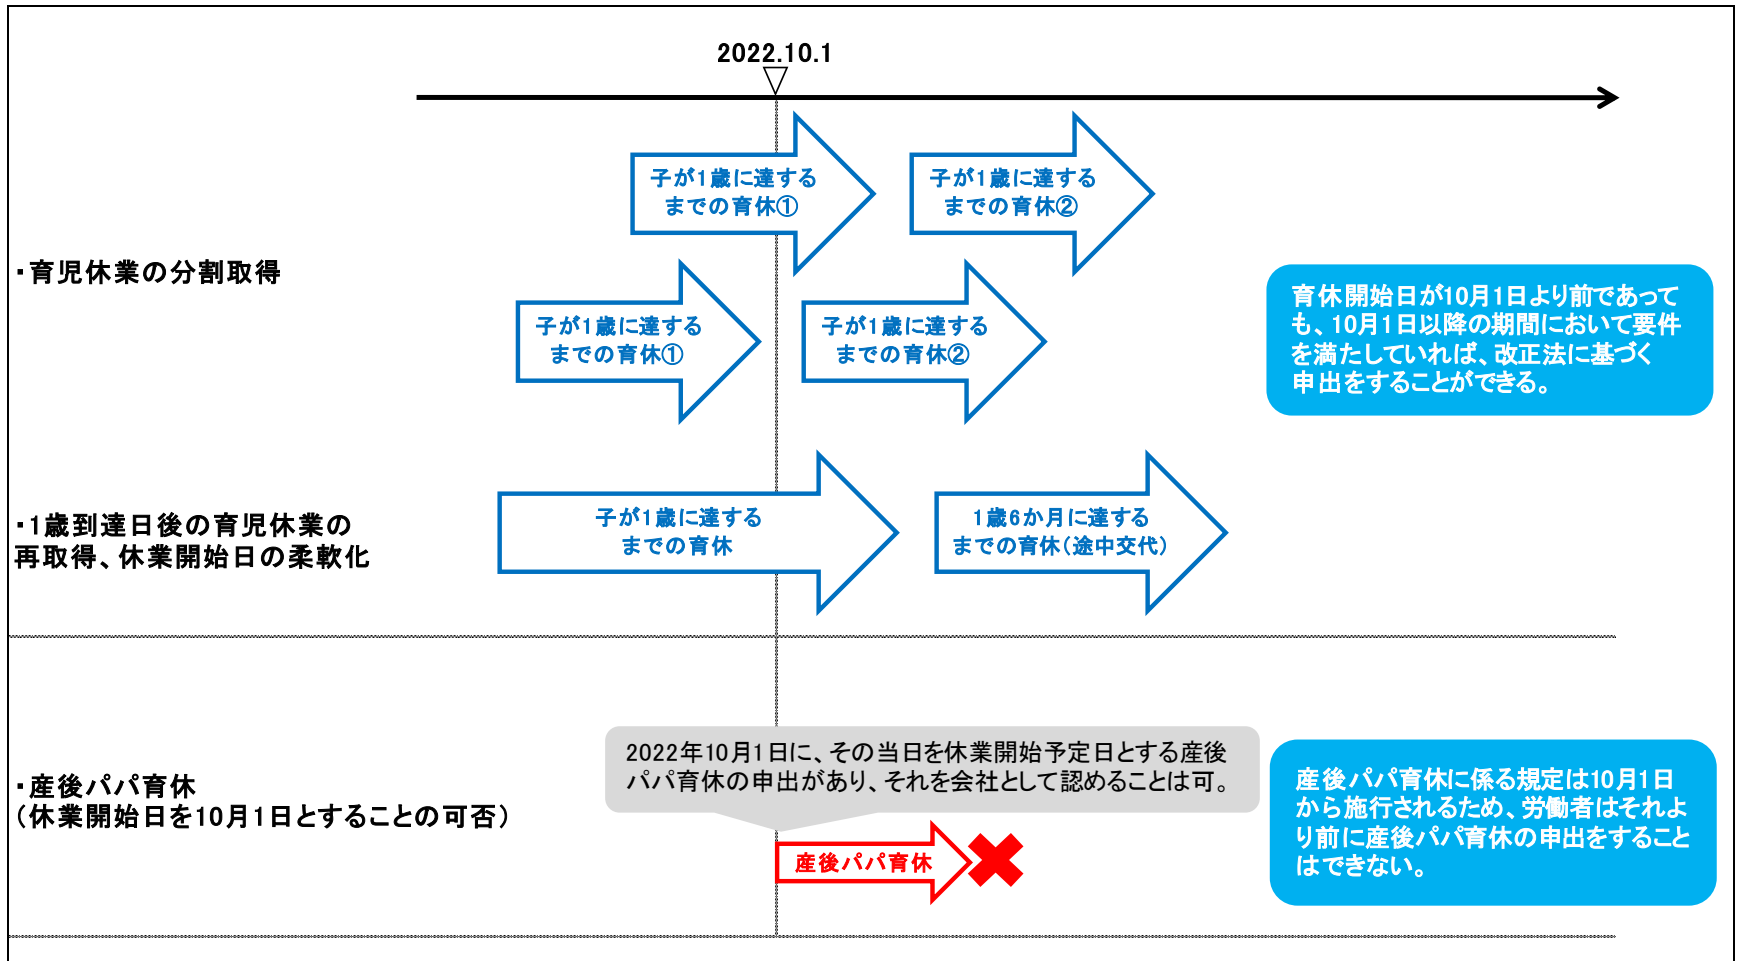 2022.10.1
子が1歳に達する
までの育休①
子が1歳に達する
までの育休②
・育児休業の分割取得
子が1歳に達する
までの育休①
子が1歳に達する
までの育休②
育休開始日が10月1日より前であって
も、10月1日以降の期間において要件
を満たしていれば、改正法に基づく
申出をすることができる。
・1歳到達日後の育児休業の
再取得、休業開始日の柔軟化
子が1歳に達する
までの育休
1歳6か月に達する
までの育休(途中交代)
・産後パパ育休
(休業開始日を10月1日とすることの可否)
2022年10月1日に、その当日を休業開始予定日とする産後
パパ育休の申出があり、それを会社として認めることは可。
産後パパ育休
産後パパ育休に係る規定は10月1日
から施行されるため、労働者はそれよ
り前に産後パパ育休の申出をすること
はできない。